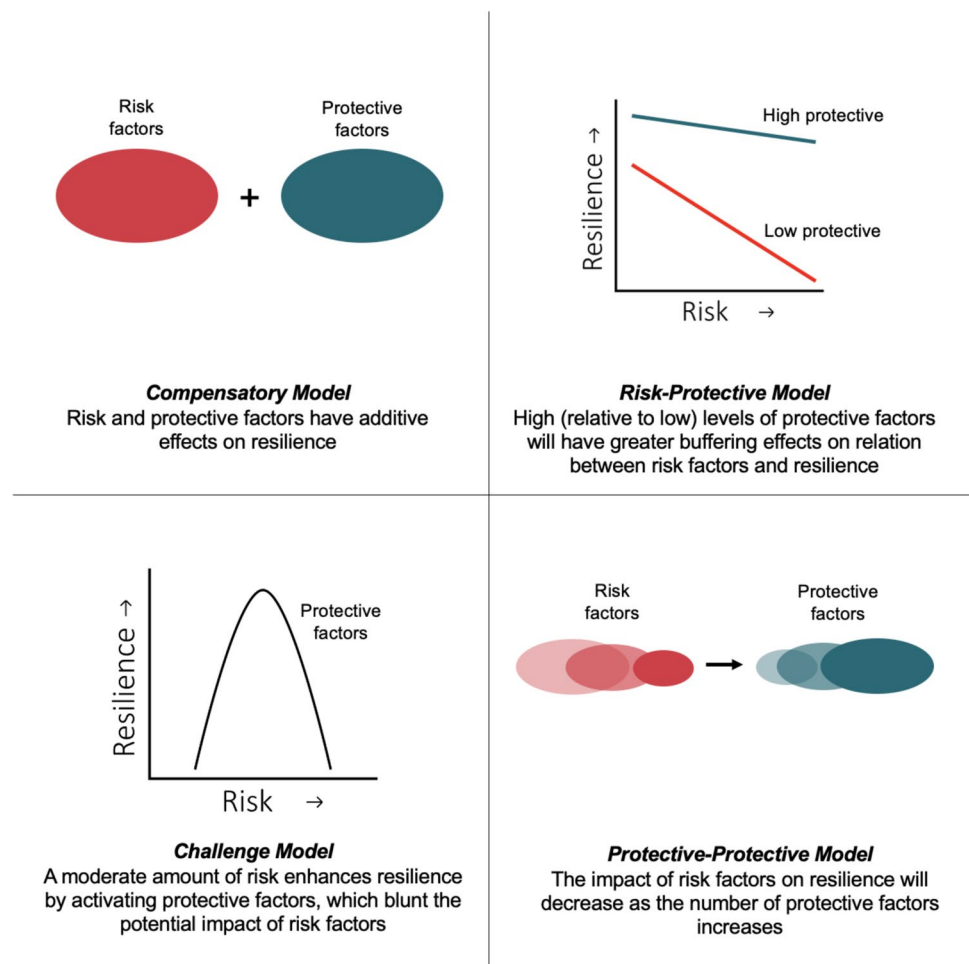 Risk
factors
+
Protective
factors
Compensatory Model
Risk and protective factors have additive
effects on resilience
Resilience →
High protective
Low protective
Risk →
Risk-Protective Model
High (relative to low) levels of protective factors
will have greater buffering effects on relation
between risk factors and resilience
Resilience →
Protective
factors
Risk →
Challenge Model
A moderate amount of risk enhances resilience
by activating protective factors, which blunt the
potential impact of risk factors
Risk
factors
Protective
factors
Protective-Protective Model
The impact of risk factors on resilience will
decrease as the number of protective factors
increases